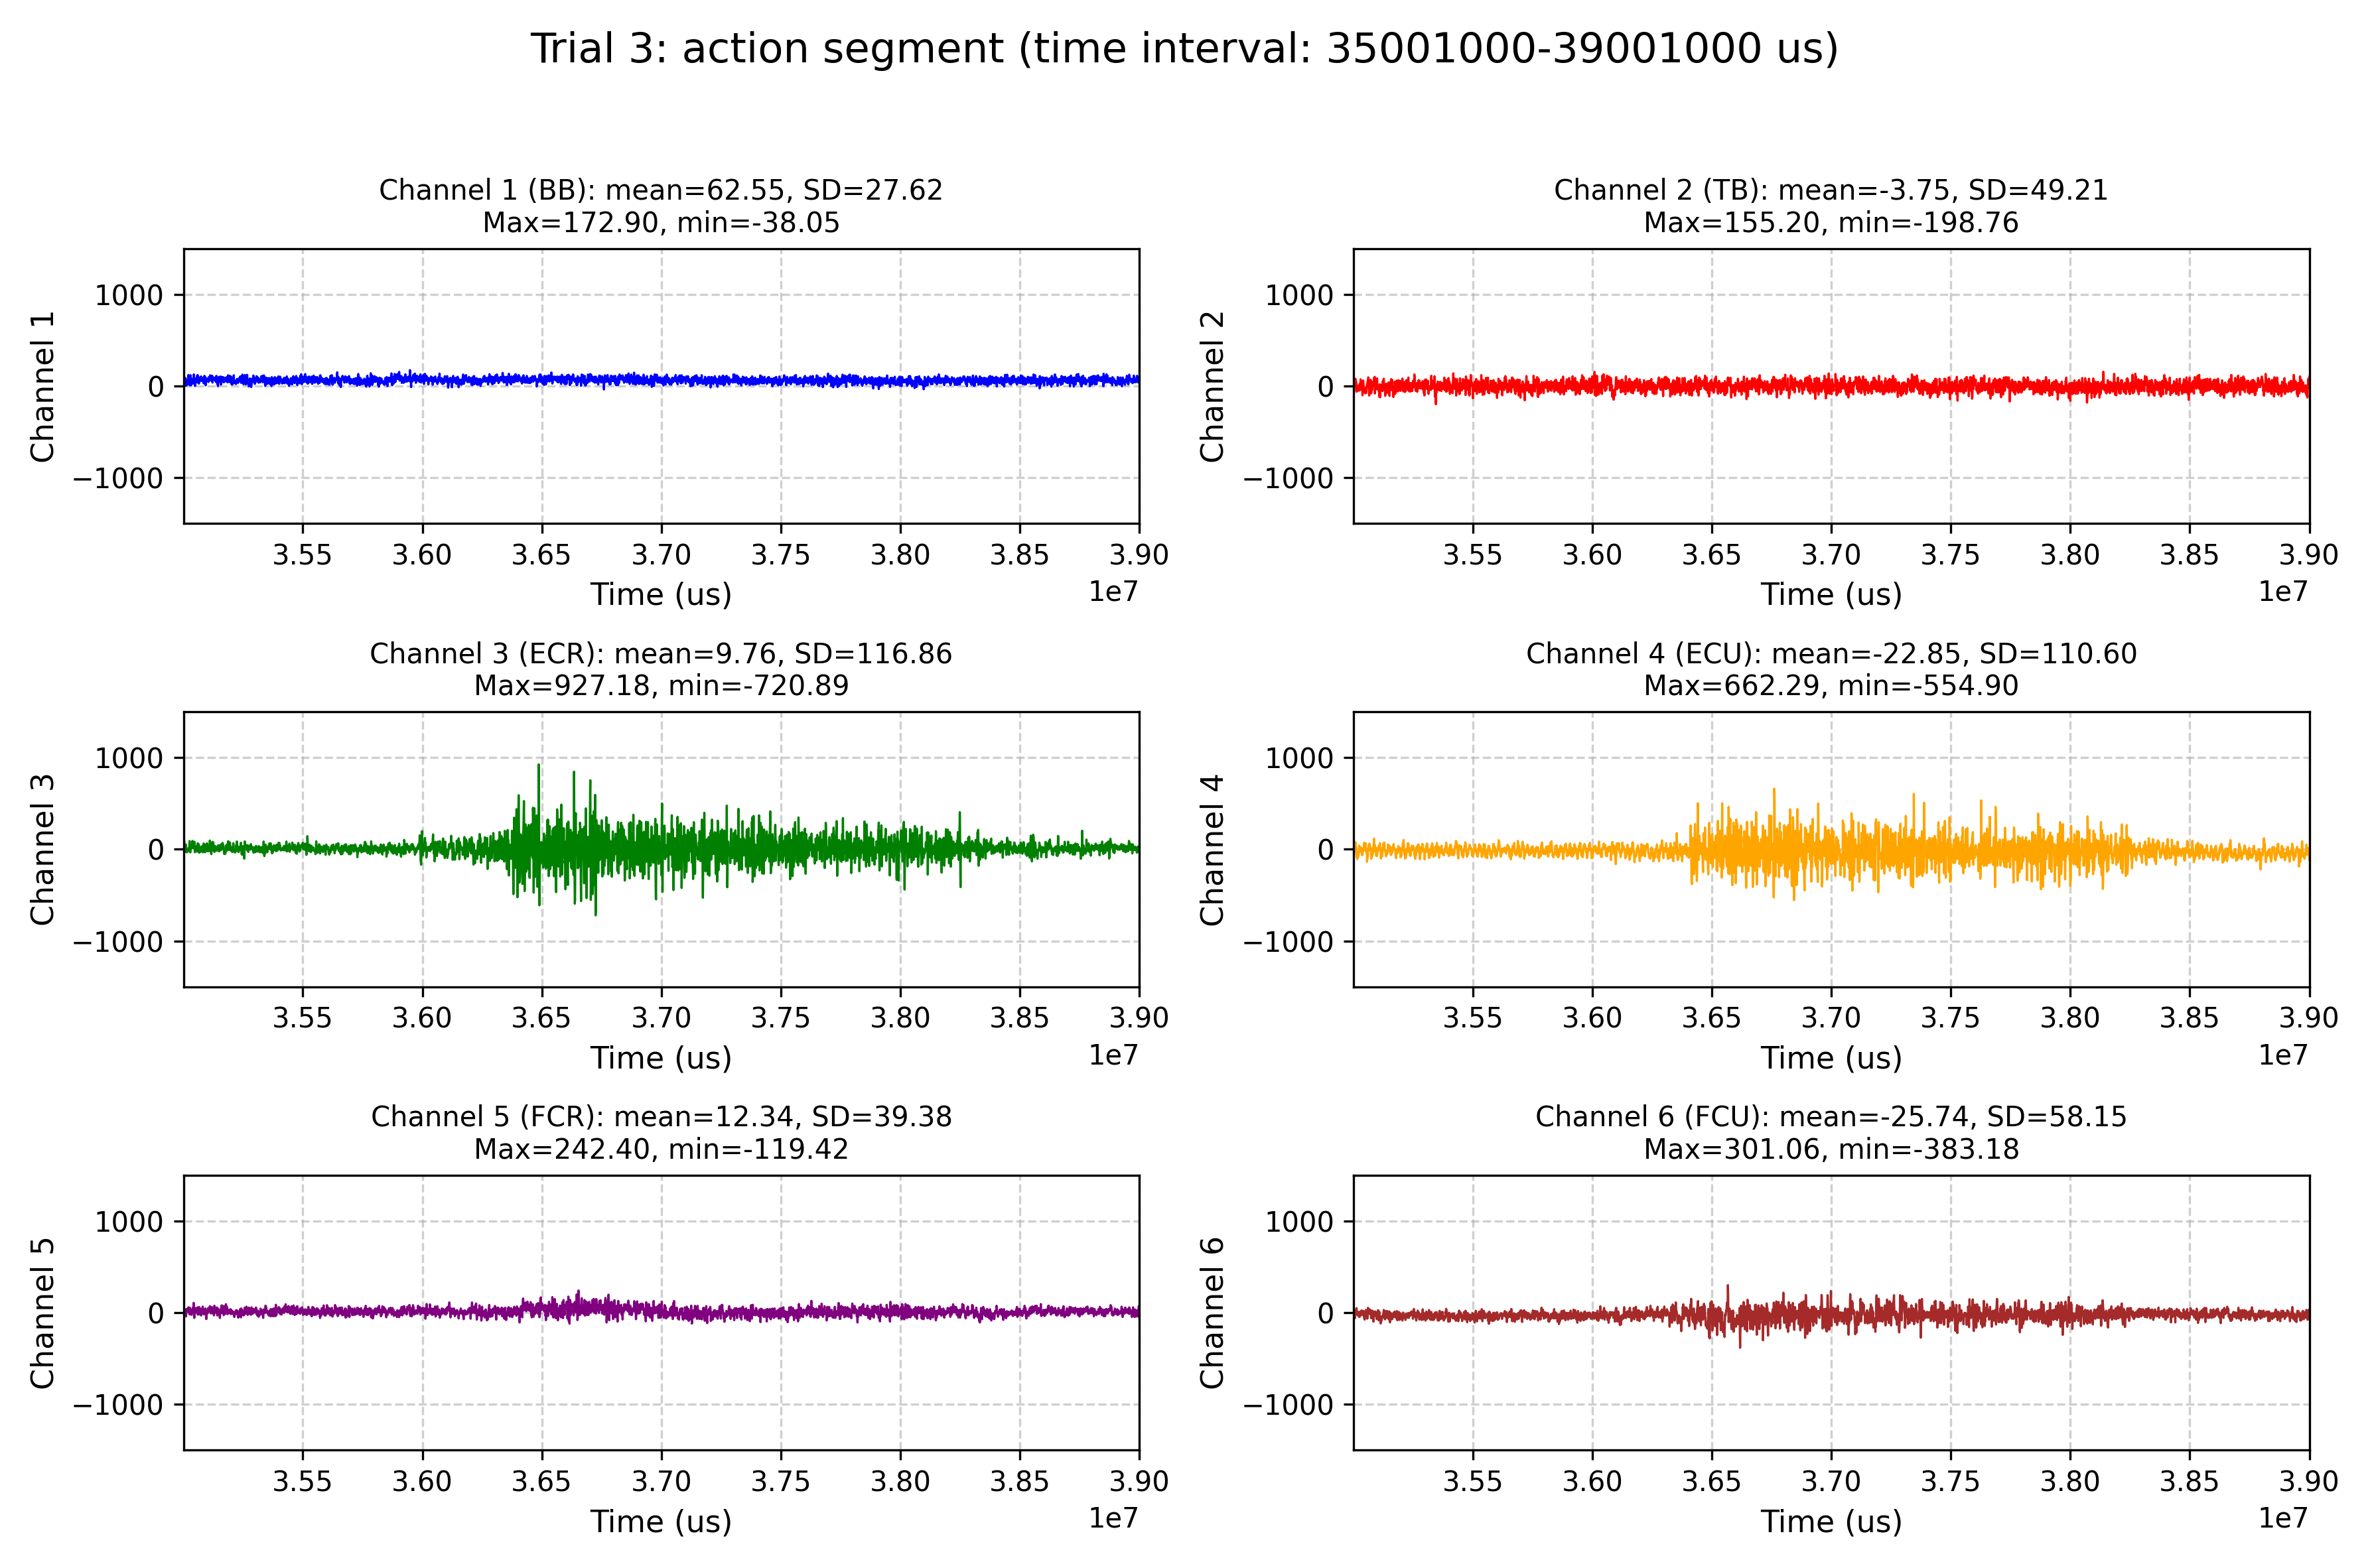 Trial 3: action segment (time interval: 35001000-39001000 us)
Channel 1 (BB): mean=62.55, SD=27.62
Max=172.90, min=-38.05
1000
0
−1000
Channel 1
3.55 3.60 3.65 3.70 3.75 3.80 3.85 3.90
1e7
Time (us)
Channel 2 (TB): mean=-3.75, SD=49.21
Max=155.20, min=-198.76
1000
0
−1000
Channel 2
3.55 3.60 3.65 3.70 3.75 3.80 3.85 3.90
1e7
Time (us)
Channel 3 (ECR): mean=9.76, SD=116.86
Max=927.18, min=-720.89
1000
0
−1000
Channel 3
3.55 3.60 3.65 3.70 3.75 3.80 3.85 3.90
1e7
Time (us)
Channel 4 (ECU): mean=-22.85, SD=110.60
Max=662.29, min=-554.90
1000
0
−1000
Channel 4
3.55 3.60 3.65 3.70 3.75 3.80 3.85 3.90
1e7
Time (us)
Channel 5 (FCR): mean=12.34, SD=39.38
Max=242.40, min=-119.42
1000
0
−1000
Channel 5
3.55 3.60 3.65 3.70 3.75 3.80 3.85 3.90
1e7
Time (us)
Channel 6 (FCU): mean=-25.74, SD=58.15
Max=301.06, min=-383.18
1000
0
−1000
Channel 6
3.55 3.60 3.65 3.70 3.75 3.80 3.85 3.90
1e7
Time (us)